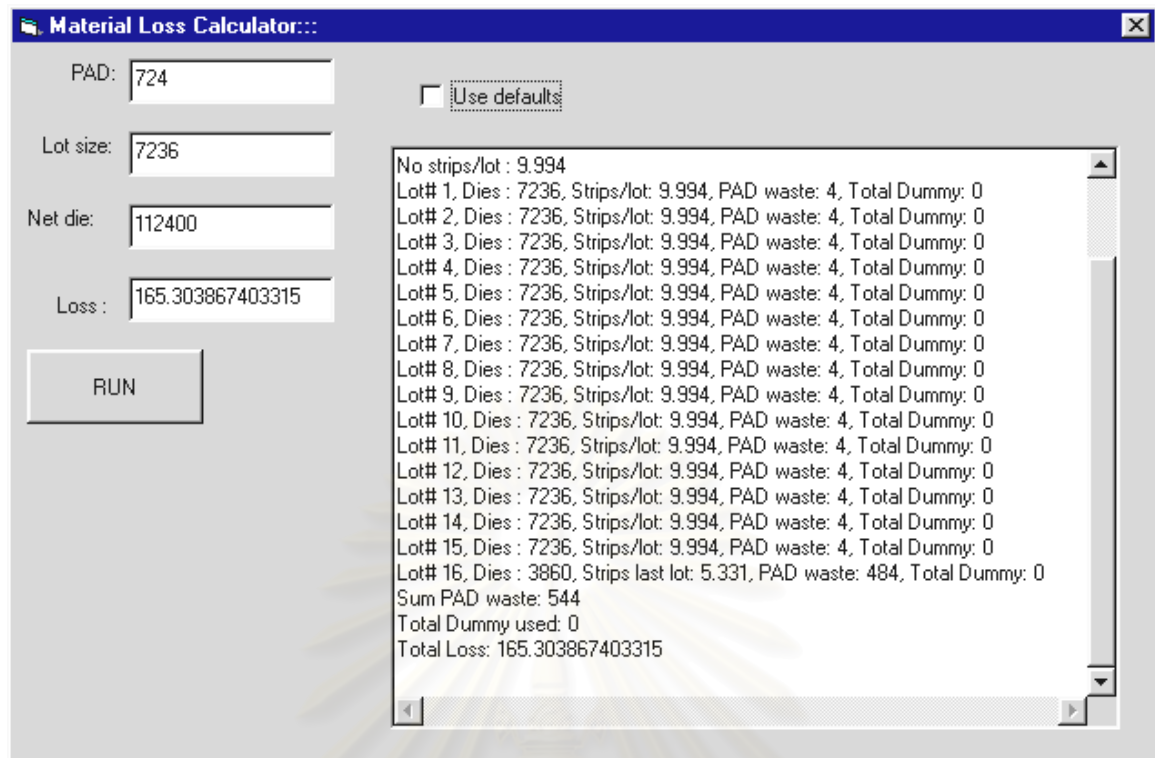 Material Loss Calculator:::
PAD: 724
Use defaults
Lot size: 7236
Net die: 112400
Loss : 165.303867403315
RUN
No strips/lot : 9.994
Lot# 1, Dies : 7236, Strips/lot: 9.994, PAD waste: 4, Total Dummy: 0
Lot# 2, Dies : 7236, Strips/lot: 9.994, PAD waste: 4, Total Dummy: 0
Lot# 3, Dies : 7236, Strips/lot: 9.994, PAD waste: 4, Total Dummy: 0
Lot# 4, Dies : 7236, Strips/lot: 9.994, PAD waste: 4, Total Dummy: 0
Lot# 5, Dies : 7236, Strips/lot: 9.994, PAD waste: 4, Total Dummy: 0
Lot# 6, Dies : 7236, Strips/lot: 9.994, PAD waste: 4, Total Dummy: 0
Lot# 7, Dies : 7236, Strips/lot: 9.994, PAD waste: 4, Total Dummy: 0
Lot# 8, Dies : 7236, Strips/lot: 9.994, PAD waste: 4, Total Dummy: 0
Lot# 9, Dies : 7236, Strips/lot: 9.994, PAD waste: 4, Total Dummy: 0
Lot# 10, Dies : 7236, Strips/lot: 9.994, PAD waste: 4, Total Dummy: 0
Lot# 11, Dies : 7236, Strips/lot: 9.994, PAD waste: 4, Total Dummy: 0
Lot# 12, Dies : 7236, Strips/lot: 9.994, PAD waste: 4, Total Dummy: 0
Lot# 13, Dies : 7236, Strips/lot: 9.994, PAD waste: 4, Total Dummy: 0
Lot# 14, Dies : 7236, Strips/lot: 9.994, PAD waste: 4, Total Dummy: 0
Lot# 15, Dies : 7236, Strips/lot: 9.994, PAD waste: 4, Total Dummy: 0
Lot# 16, Dies : 3860, Strips last lot: 5.331, PAD waste: 484, Total Dummy: 0
Sum PAD waste: 544
Total Dummy used: 0
Total Loss: 165.303867403315